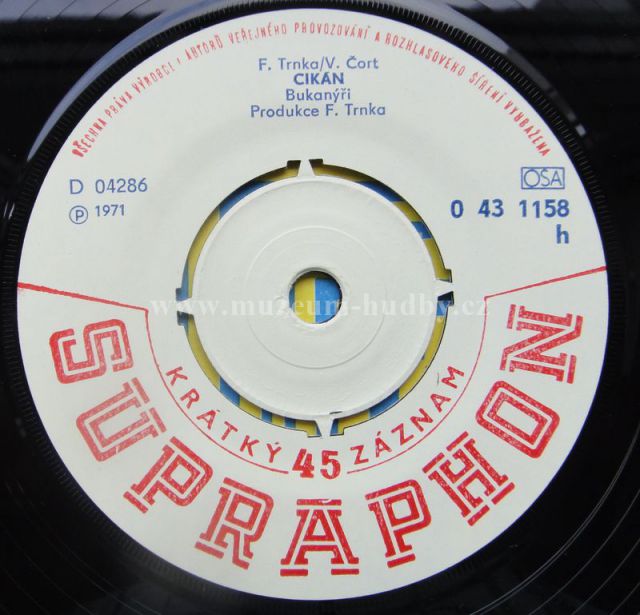 VŠECHNA PRÁVA VÝROBCE I AUTORŮ VEŘEJNÉHO PROVOZOVÁNÍ A ROZHLASOVÉHO ŠÍŘENÍ VYHRAŽENA
F. Trnka/V. Čort
CIKÁN
Bukanýři
Produkce F. Trnka
D 04286
Ⓟ 1971
OSA
0 43 1158
h
www.muzeum-hudby.cz
KRÁTKÝ 45 ZÁZNAM
SUPRAPHON